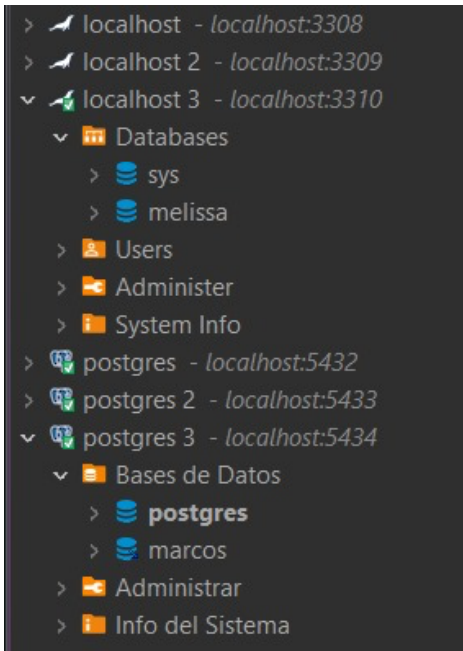 localhost - localhost:3308
localhost 2 - localhost:3309
localhost 3 - localhost:3310
Databases
sys
melissa
Users
Administer
System Info
postgres - localhost:5432
postgres 2 - localhost:5433
postgres 3 - localhost:5434
Bases de Datos
postgres
marcos
Administrar
Info del Sistema